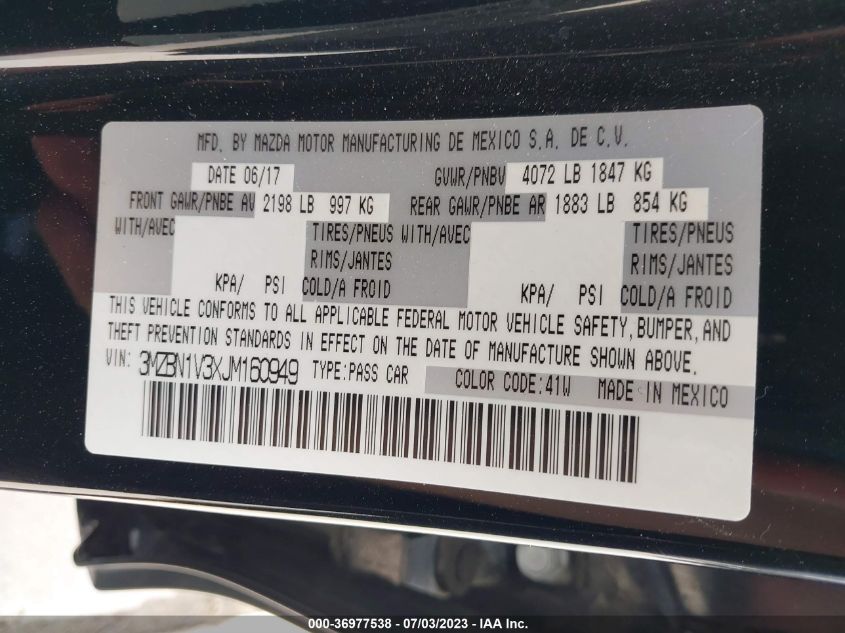 MFD. BY MAZDA MOTOR MANUFACTURING DE MEXICO S.A. DE C.V.
DATE 06/17 GVWR/PNBV 4072 LB 1847 KG
FRONT GAWR/PNBE AV 2198 LB 997 KG REAR GAWR/PNBE AR 1883 LB 854 KG
WITH/AVEC TIRES/PNEUS WITH/AVEC TIRES/PNEUS
RIMS/JANTES RIMS/JANTES
KPA/ PSI COLD/A FROID KPA/ PSI COLD/A FROID
THIS VEHICLE CONFORMS TO ALL APPLICABLE FEDERAL MOTOR VEHICLE SAFETY, BUMPER, AND
THEFT PREVENTION STANDARDS IN EFFECT ON THE DATE OF MANUFACTURE SHOWN ABOVE.
VIN: 3MZBN1V3XJM160949 TYPE:PASS CAR COLOR CODE:41W MADE IN MEXICO
000-36977538 - 07/03/2023 - IAA Inc.